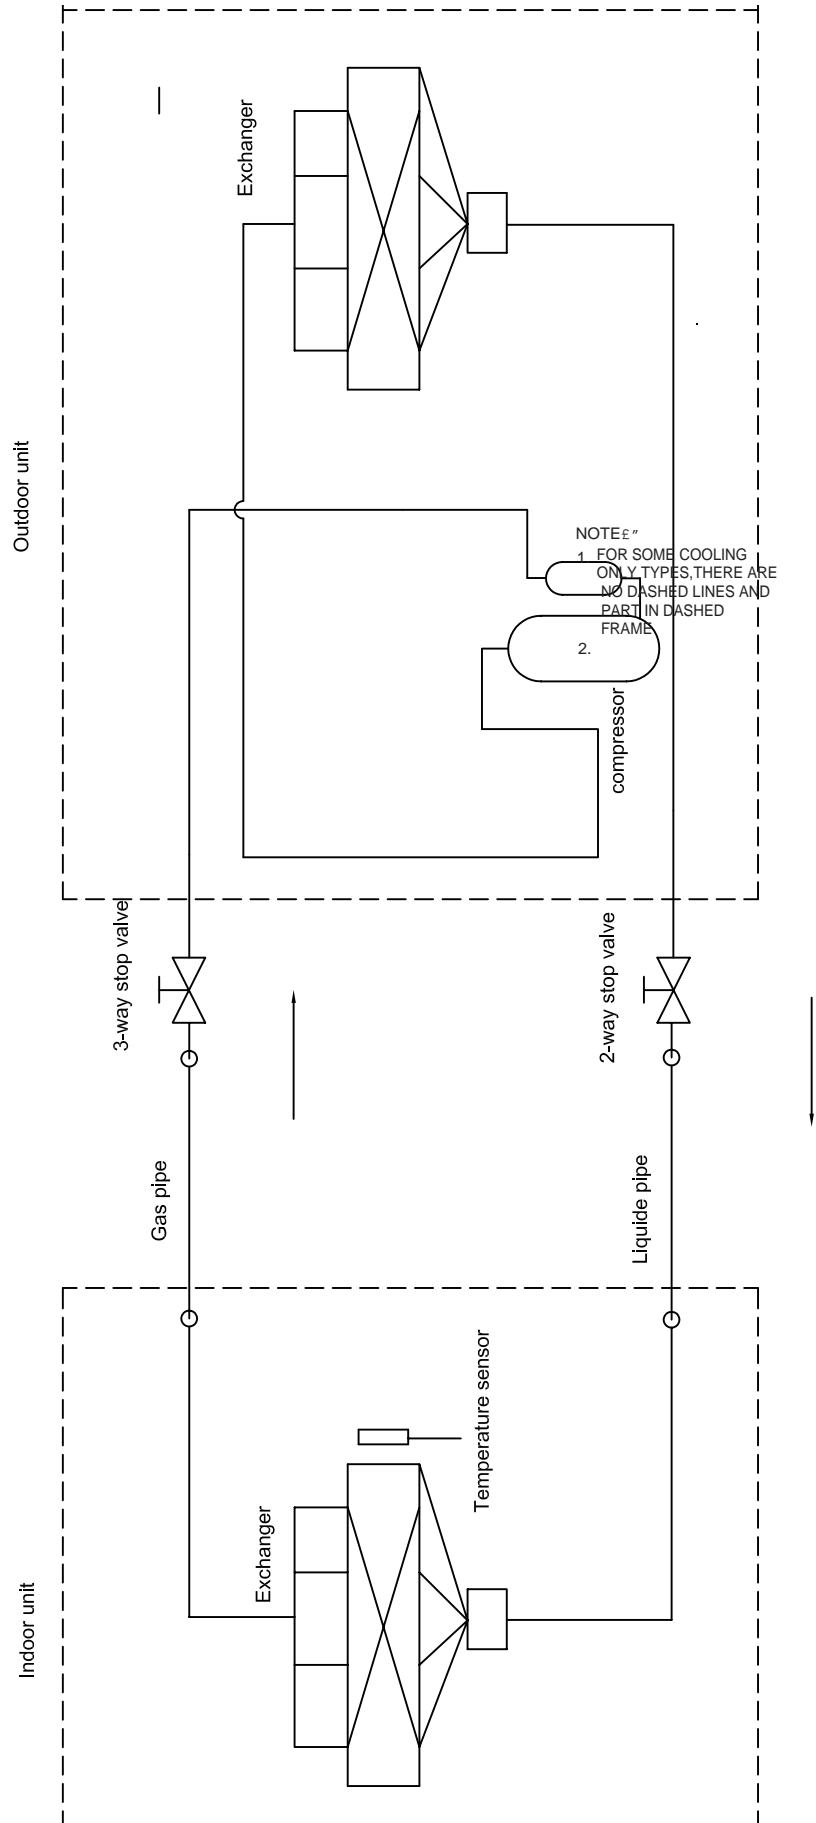 Exchanger
Outdoor unit
NOTE£〃
1. FOR SOME COOLING
ONLY TYPES,THERE ARE
NO DASHED LINES AND
PART IN DASHED
FRAME
2.
compressor
3-way stop valve
2-way stop valve
Gas pipe
Liquide pipe
Temperature sensor
Exchanger
Indoor unit